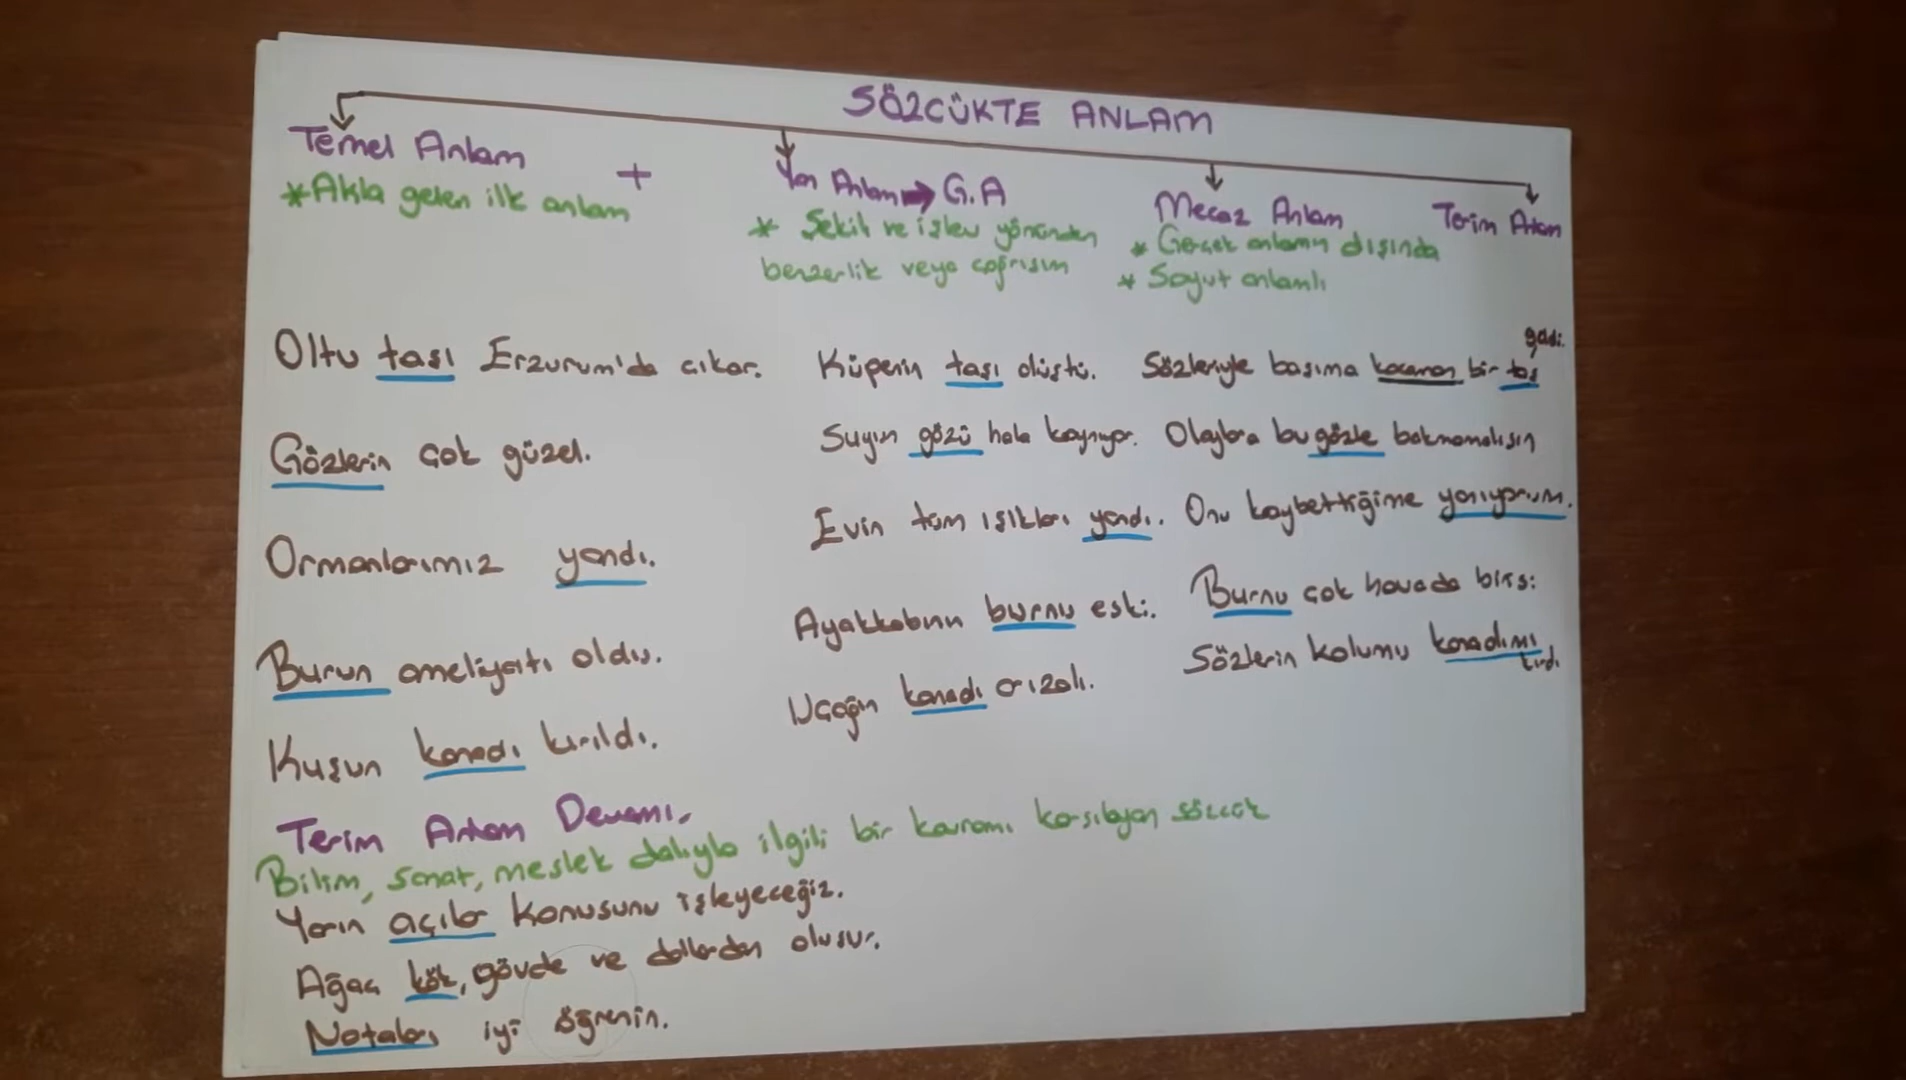 SÖZCÜKTE ANLAM
Temel Anlam
*Akla gelen ilk anlam
+
Yan Anlam → G.A
* Şekil ve işlev yönünden
benzerlik veya çağrışım
Mecaz Anlam
* Gerçek anlamın dışında
* Soyut anlamlı
Terim Anlam
Oltu taşı Erzurum'da çıkar.
Gözlerin çok güzel.
Ormanlarımız yandı.
Burun ameliyatı oldu.
Kuşun kanadı kırıldı.
Küpenin taşı düştü.
Suyun gözü hala kaynıyor.
Evin tüm ışıkları yandı.
Ayakkabının burnu eski.
Uçağın kanadı arızalı.
Sözleriyle başıma kocaman bir taş
Olaylara bu gözle bakmamalısın
Onu kaybettiğime yanıyorum.
Burnu çok havada birisi
Sözlerin kolumu kanadımı
kırdı.
Terim Anlam Devamı,
Bilim, sanat, meslek dalıyla ilgili bir kavramı karşılayan sözcük
Yarın açılar konusunu işleyeceğiz.
Ağaç kök, gövde ve dallardan oluşur.
Notaları iyi öğrenin.